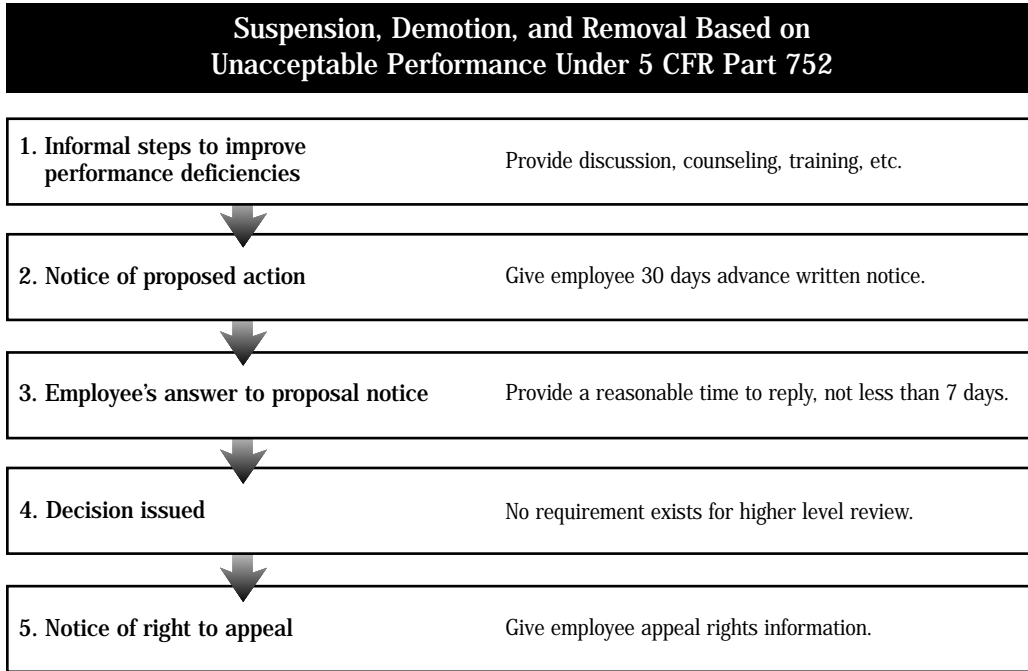 Suspension, Demotion, and Removal Based on
Unacceptable Performance Under 5 CFR Part 752
1. Informal steps to improve
performance deficiencies
Provide discussion, counseling, training, etc.
2. Notice of proposed action
Give employee 30 days advance written notice.
3. Employee’s answer to proposal notice
Provide a reasonable time to reply, not less than 7 days.
4. Decision issued
No requirement exists for higher level review.
5. Notice of right to appeal
Give employee appeal rights information.